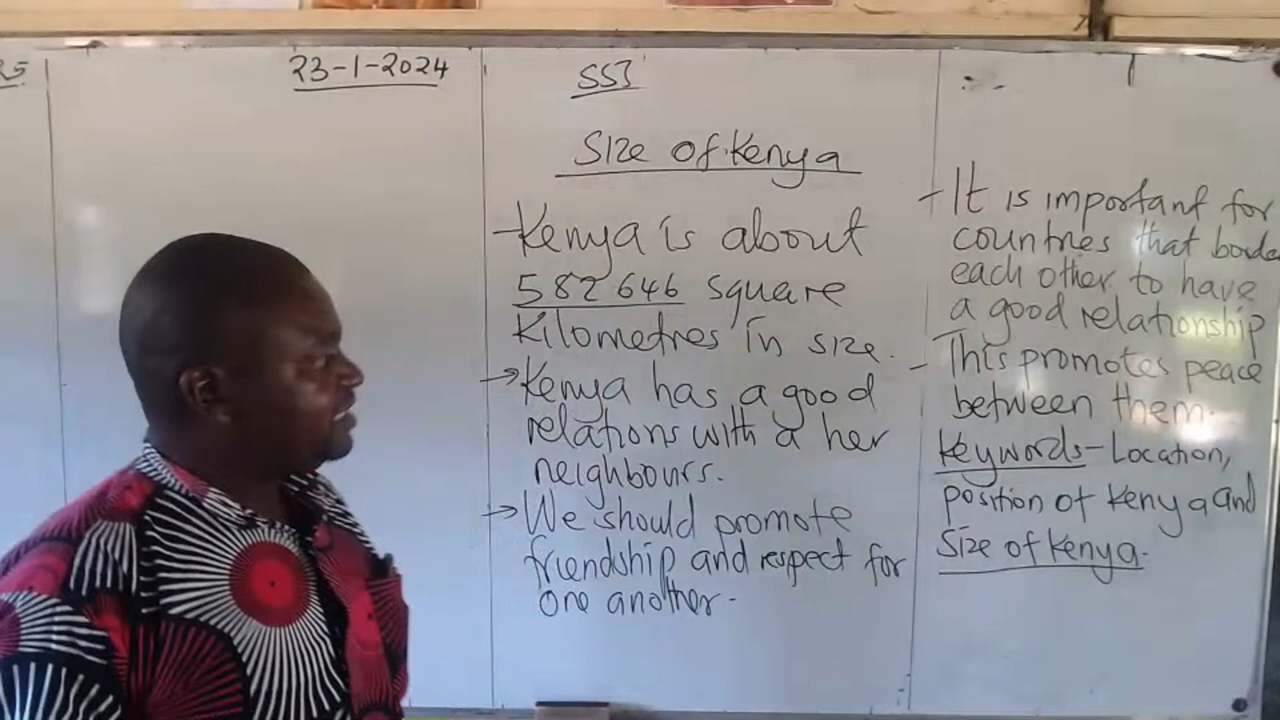 25
23-1-2024
SST
Size of Kenya
-Kenya is about
582 646 square
Kilometres in size.
→Kenya has a good
relations with a her
neighbours.
→We should promote
friendship and respect for
one another.
-It is important for
countries that borde
each other to have
a good relationship
- This promotes peace
between them.
Keywords-Location,
position of Kenya and
Size of Kenya.